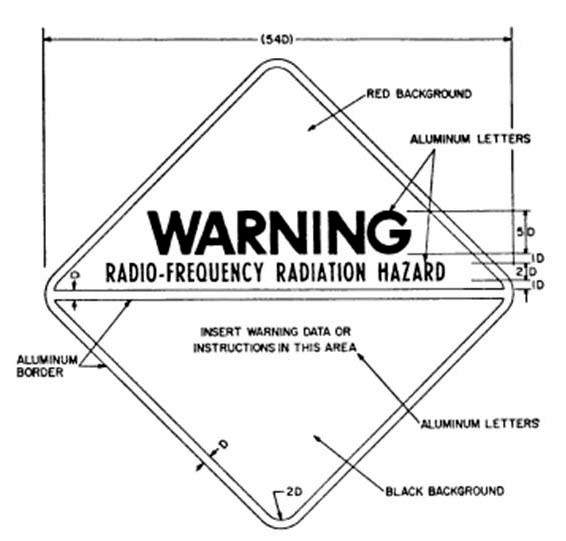 (54D)
RED BACKGROUND
ALUMINUM LETTERS
WARNING
5D
1D
RADIO-FREQUENCY RADIATION HAZARD
2D
1D
D
INSERT WARNING DATA OR
INSTRUCTIONS IN THIS AREA
ALUMINUM
BORDER
ALUMINUM LETTERS
D
2D
BLACK BACKGROUND